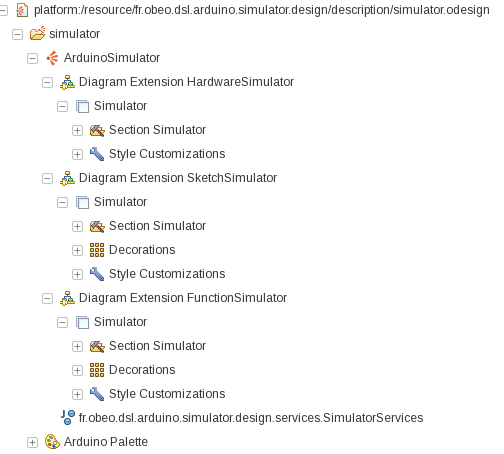 platform:/resource/fr.obeo.dsl.arduino.simulator.design/description/simulator.odesign
simulator
ArduinoSimulator
Diagram Extension HardwareSimulator
Simulator
Section Simulator
Style Customizations
Diagram Extension SketchSimulator
Simulator
Section Simulator
Decorations
Style Customizations
Diagram Extension FunctionSimulator
Simulator
Section Simulator
Decorations
Style Customizations
fr.obeo.dsl.arduino.simulator.design.services.SimulatorServices
Arduino Palette